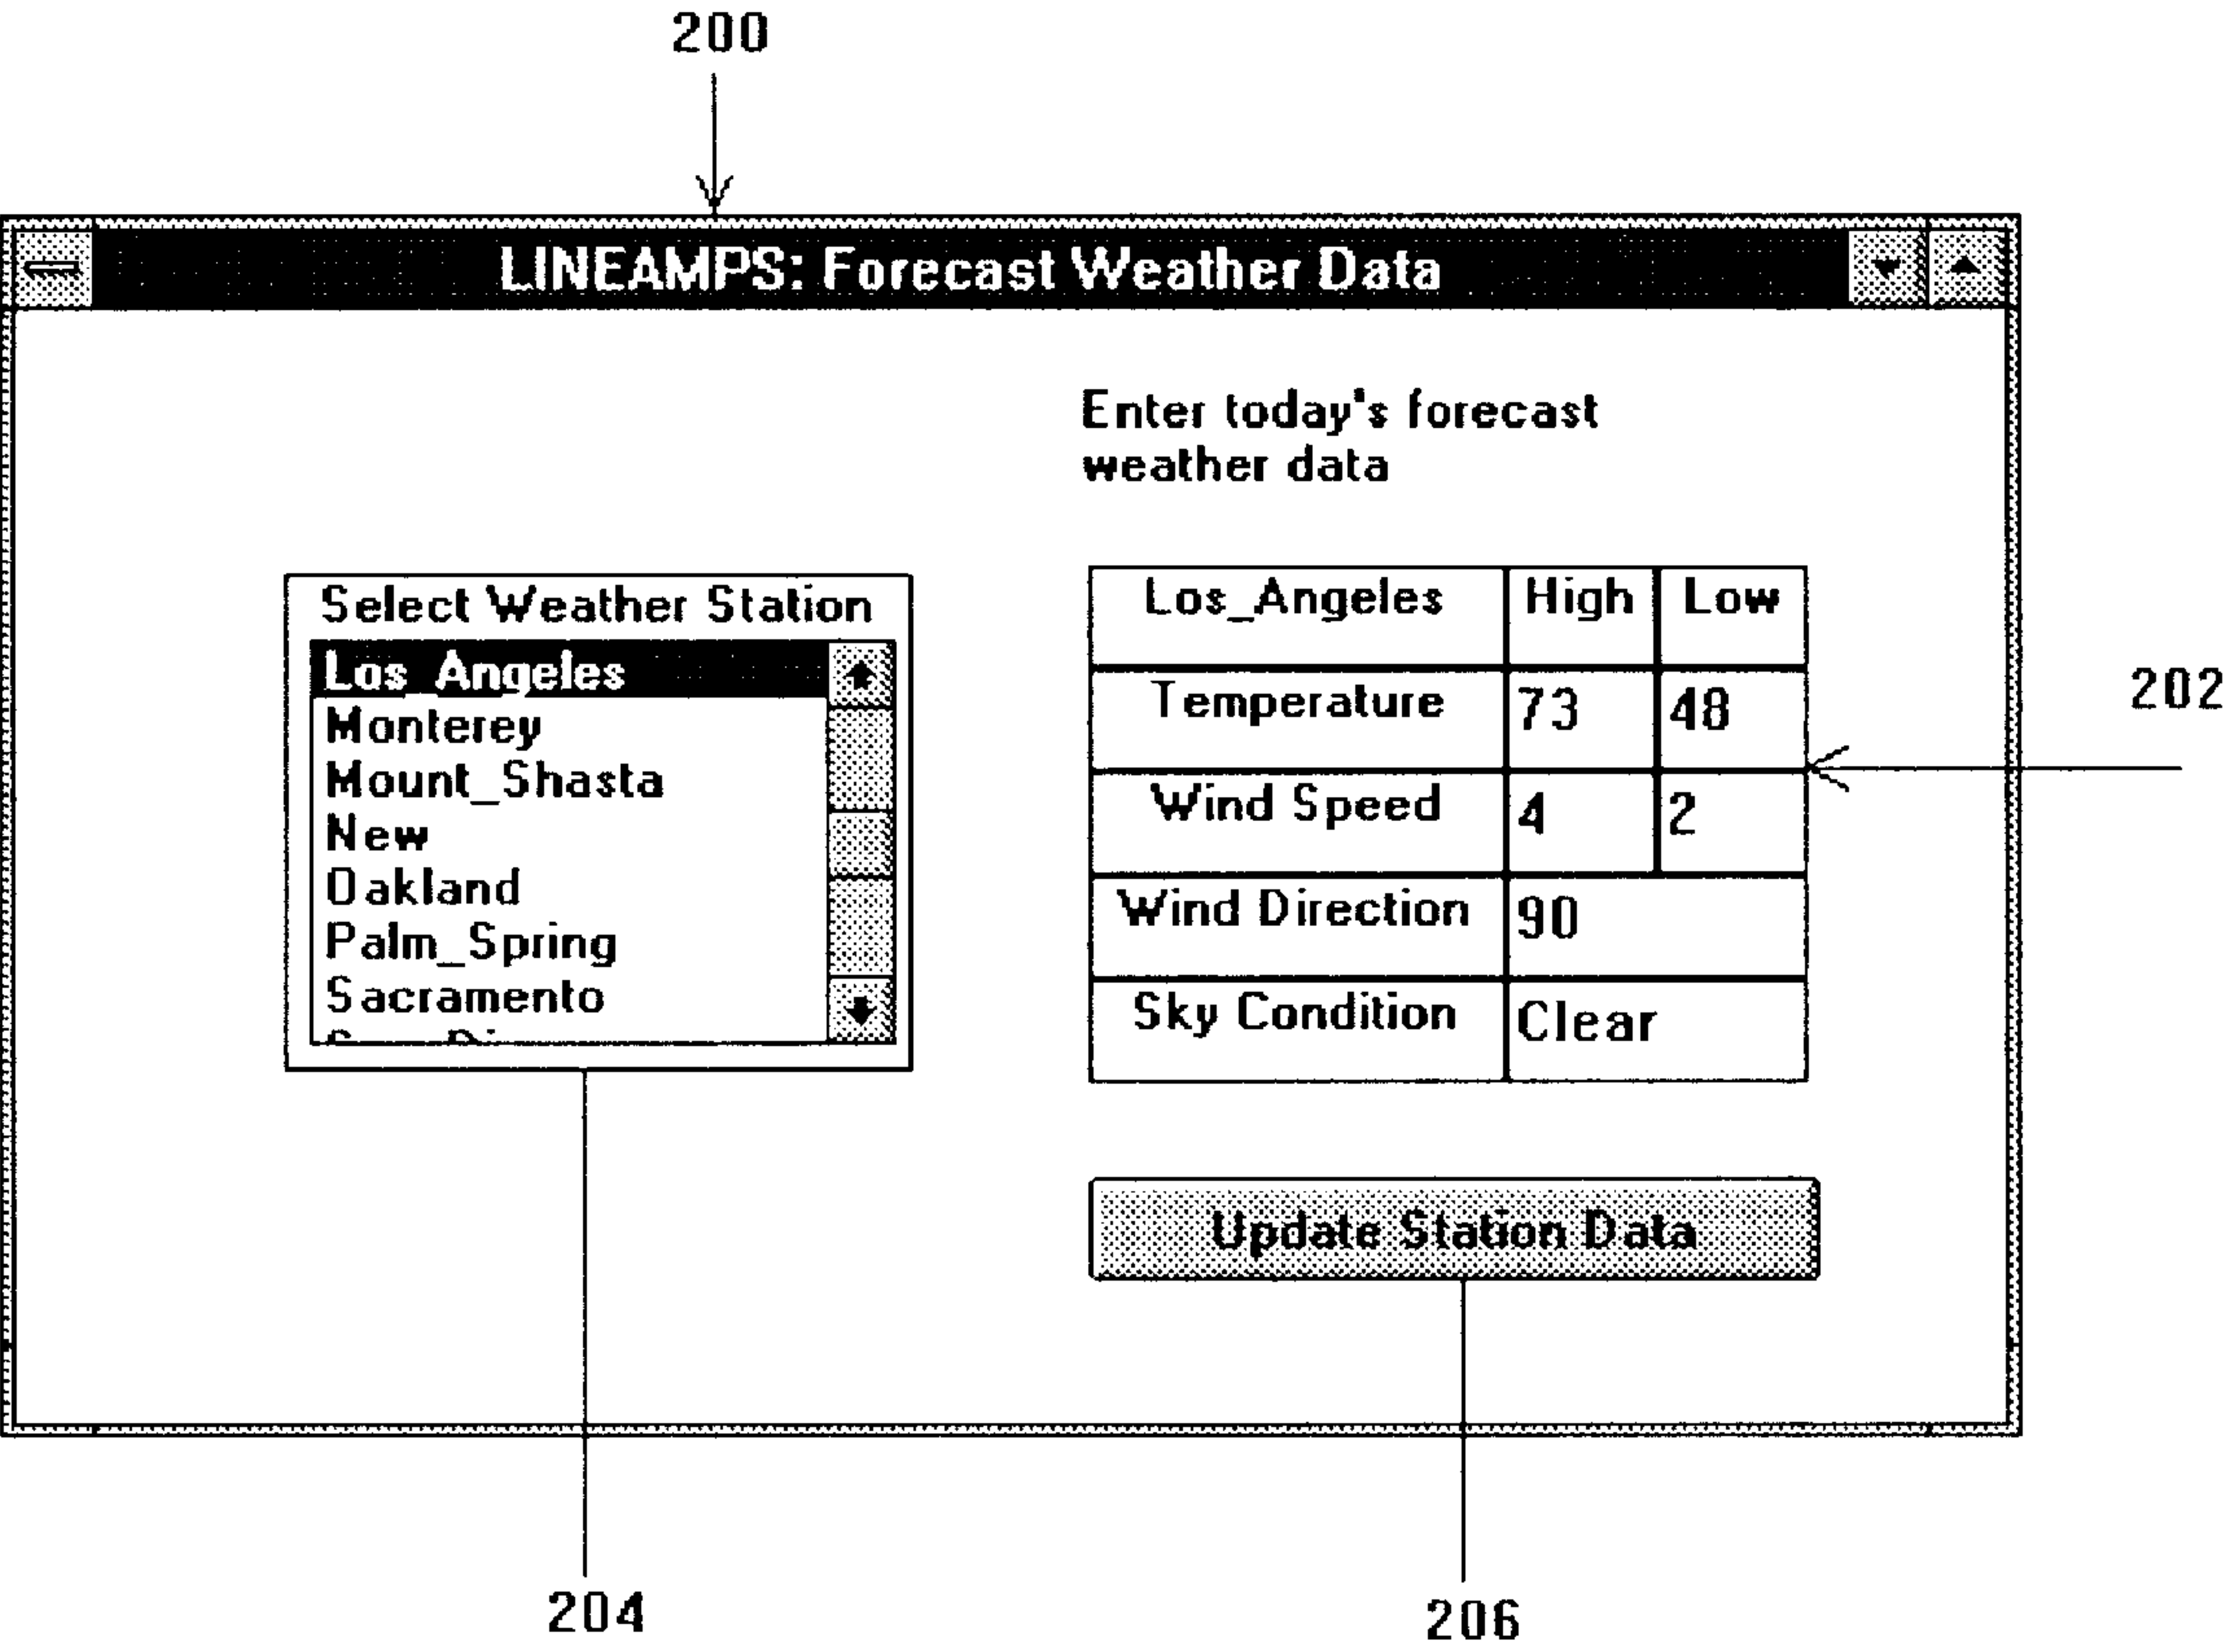 200
LINEAMPS: Forecast Weather Data
Enter today's forecast
weather data
Select Weather Station
Los_Angeles
Monterey
Mount_Shasta
New
Oakland
Palm_Spring
Sacramento
Los_Angeles High Low
Temperature 73 48
Wind Speed 4 2
Wind Direction 90
Sky Condition Clear
202
Update Station Data
204
206